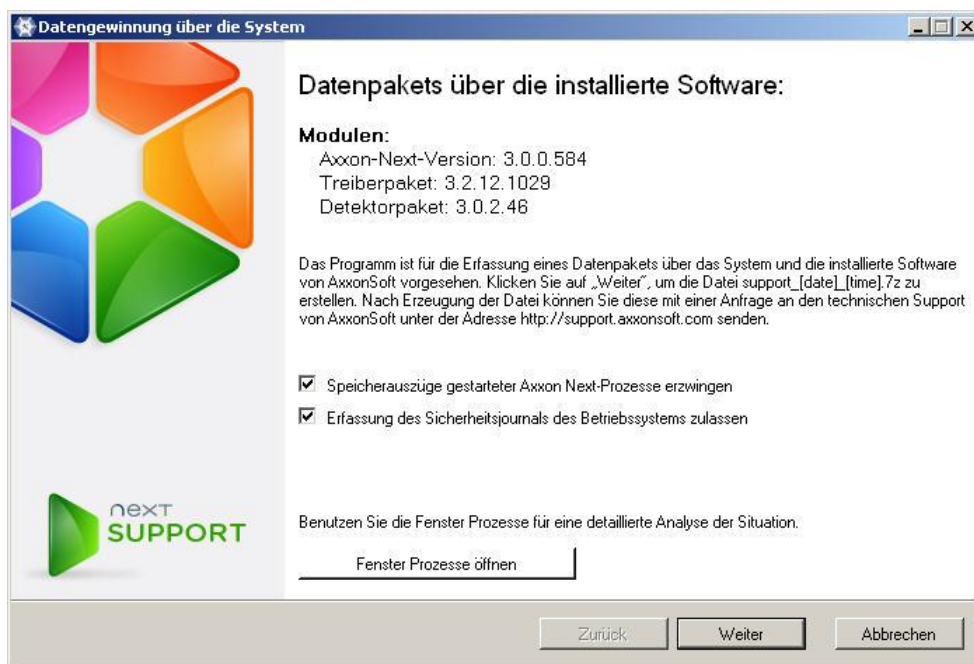 Datengewinnung über die System
Datenpakets über die installierte Software:
Modulen:
Axxon-Next-Version: 3.0.0.584
Treiberpaket: 3.2.12.1029
Detektorpaket: 3.0.2.46
Das Programm ist für die Erfassung eines Datenpakets über das System und die installierte Software
von AxxonSoft vorgesehen. Klicken Sie auf „Weiter”, um die Datei support_[date]_[time].7z zu
erstellen. Nach Erzeugung der Datei können Sie diese mit einer Anfrage an den technischen Support
von AxxonSoft unter der Adresse http://support.axxonsoft.com senden.
Speicherauszüge gestarteter Axxon Next-Prozesse erzwingen
Erfassung des Sicherheitsjournals des Betriebssystems zulassen
next
SUPPORT
Benutzen Sie die Fenster Prozesse für eine detaillierte Analyse der Situation.
Fenster Prozesse öffnen
Zurück
Weiter
Abbrechen